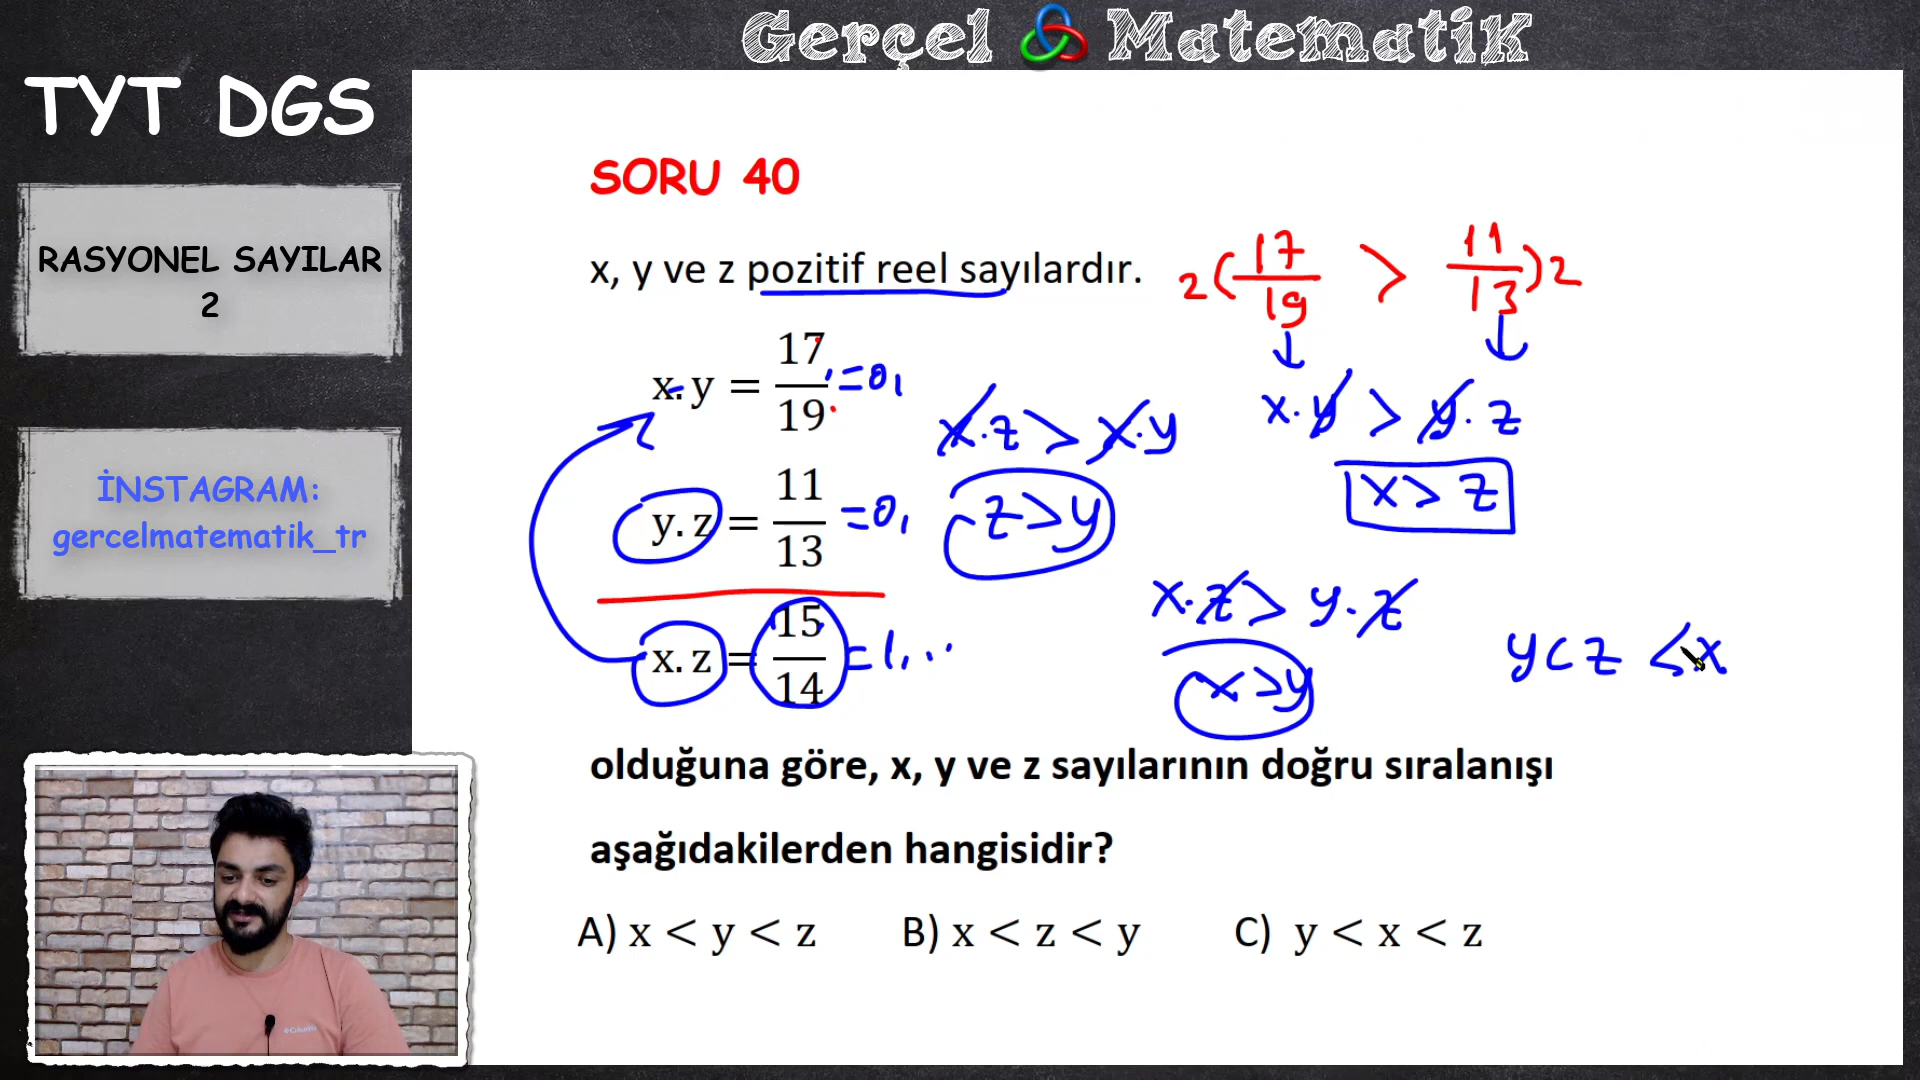 Gerçel Matematik
TYT DGS
RASYONEL SAYILAR
2
İNSTAGRAM:
gercelmatematik_tr
SORU 40
x, y ve z pozitif reel sayılardır.
2(17/19 > 11/13)2
x.y = 17/19 =0,
x.z > x.y
x.y > y.z
z>y
x > z
y.z = 11/13 =0,
x.z > y.z
x.z = 15/14 =1,..
x>y
y<z <x
olduğuna göre, x, y ve z sayılarının doğru sıralanışı
aşağıdakilerden hangisidir?
A) x < y < z B) x < z < y C) y < x < z
Columbia